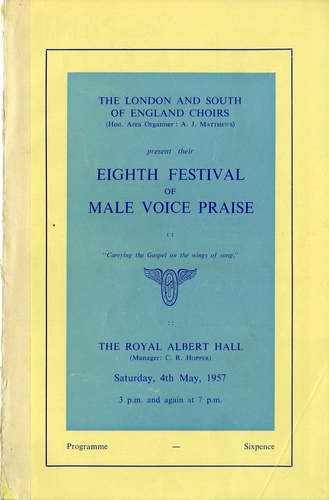 THE LONDON AND SOUTH
OF ENGLAND CHOIRS
(Hon. Area Organiser : A. J. MATTHEWS)
present their
EIGHTH FESTIVAL
OF
MALE VOICE PRAISE
: :
"Carrying the Gospel on the wings of song."
: :
THE ROYAL ALBERT HALL
(Manager: C. R. HOPPER)
Saturday, 4th May, 1957
3 p.m. and again at 7 p.m.
Programme — Sixpence